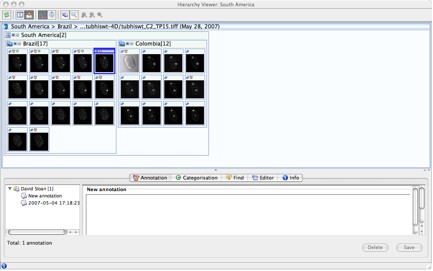 Hierarchy Viewer: South America
South America > Brazil > ...tubhiswt-4D/tubhiswt_C2_TP15.tiff (May 28, 2007)
South America[2]
Brazil[17]
Colombia[12]
Annotation
Categorisation
Find
Editor
Info
David Sloan [1]
New annotation
2007-05-04 17:18:23
New annotation
Total: 1 annotation
Delete
Save